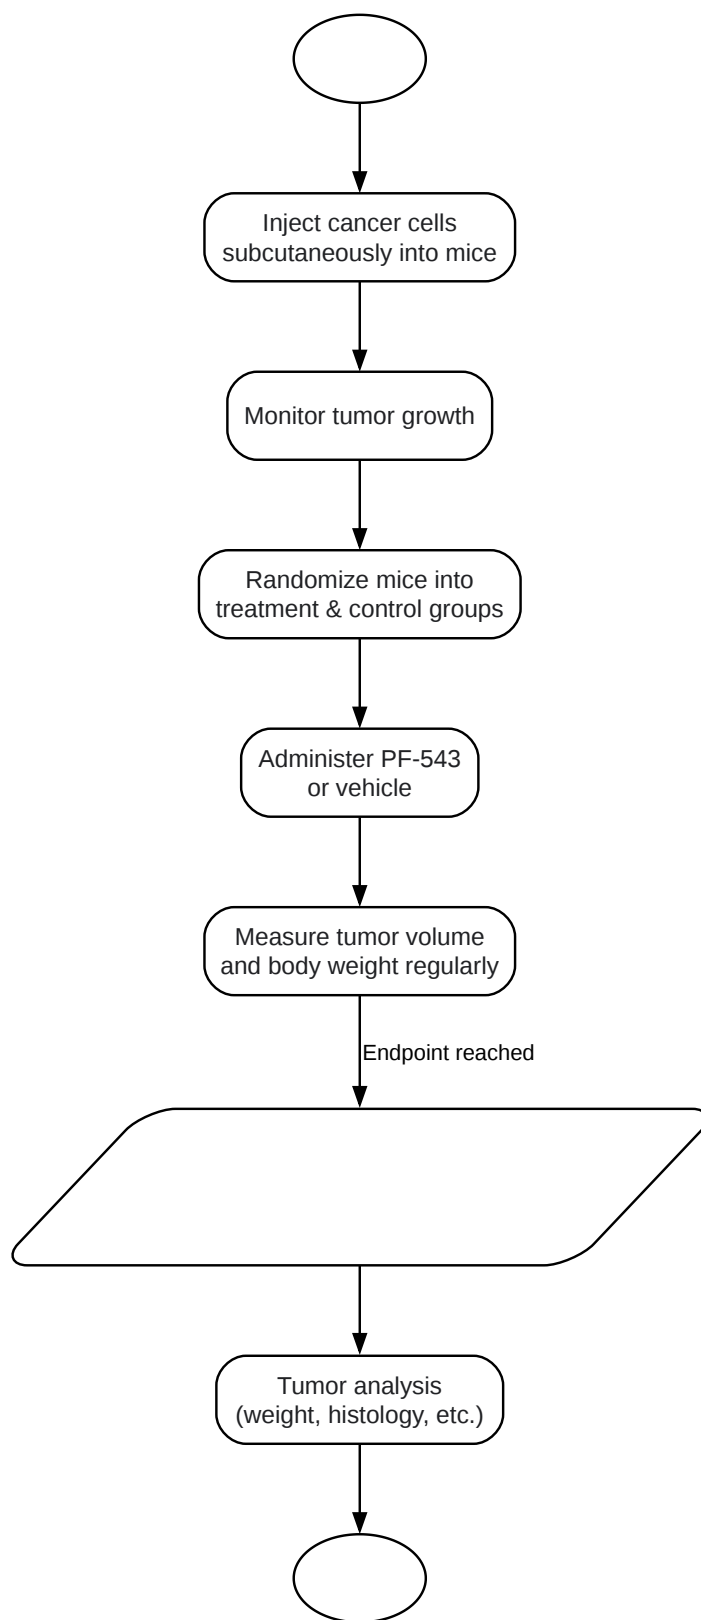 Inject cancer cells
subcutaneously into mice
Monitor tumor growth
Randomize mice into
treatment & control groups
Administer PF-543
or vehicle
Measure tumor volume
and body weight regularly
Endpoint reached
Tumor analysis
(weight, histology, etc.)